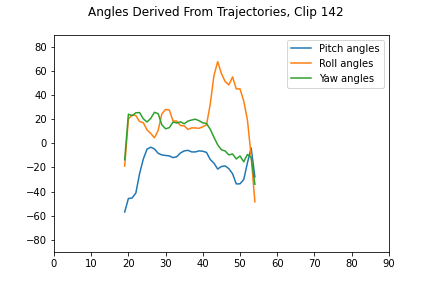 Angles Derived From Trajectories, Clip 142
Pitch angles
Roll angles
Yaw angles
80
60
40
20
0
−20
−40
−60
−80
0 10 20 30 40 50 60 70 80 90